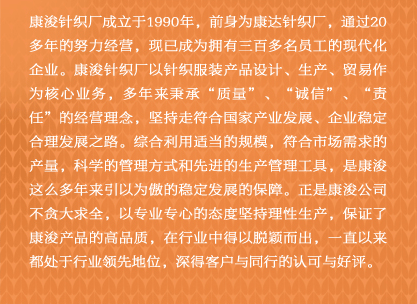 康浚针织厂成立于1990年，前身为康达针织厂，通过20
多年的努力经营，现已成为拥有三百多名员工的现代化
企业。康浚针织厂以针织服装产品设计、生产、贸易作
为核心业务，多年来秉承“质量”、“诚信”、“责
任”的经营理念，坚持走符合国家产业发展、企业稳定
合理发展之路。综合利用适当的规模，符合市场需求的
产量，科学的管理方式和先进的生产管理工具，是康浚
这么多年来引以为傲的稳定发展的保障。正是康浚公司
不贪大求全，以专业专心的态度坚持理性生产，保证了
康浚产品的高品质，在行业中得以脱颖而出，一直以来
都处于行业领先地位，深得客户与同行的认可与好评。